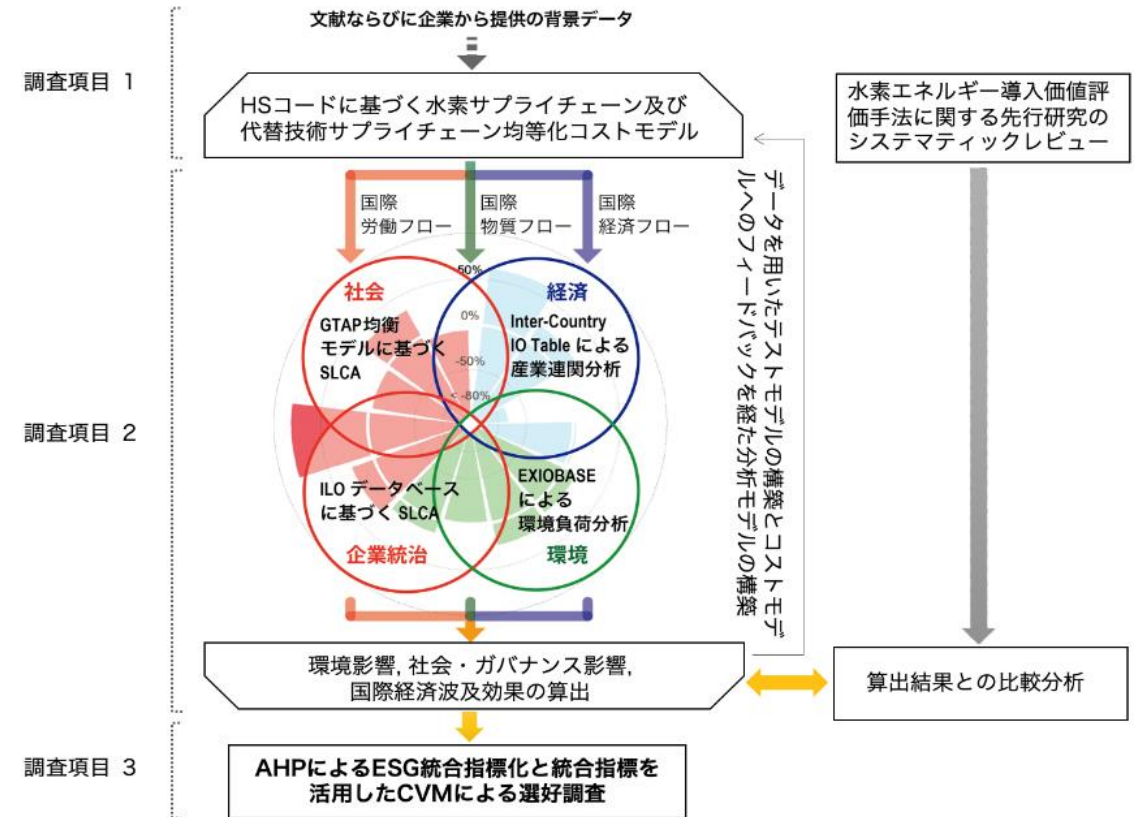 文献ならびに企業から提供の背景データ
調査項目 1
HSコードに基づく水素サプライチェーン及び
代替技術サプライチェーン均等化コストモデル
水素エネルギー導入価値評
価手法に関する先行研究の
システマティックレビュー
国際
労働フロー
国際
物質フロー
国際
経済フロー
データを用いたテストモデルの構築とコストモデ
ルへのフィードバックを経た分析モデルの構築
50%
0%
-50%
< -80%
社会
GTAP均衡
モデルに基づく
SLCA
経済
Inter-Country
IO Table による
産業連関分析
調査項目 2
ILO データベース
に基づく SLCA
企業統治
EXIOBASE
による
環境負荷分析
環境
環境影響, 社会・ガバナンス影響,
国際経済波及効果の算出
算出結果との比較分析
調査項目 3
AHPによるESG統合指標化と統合指標を
活用したCVMによる選好調査